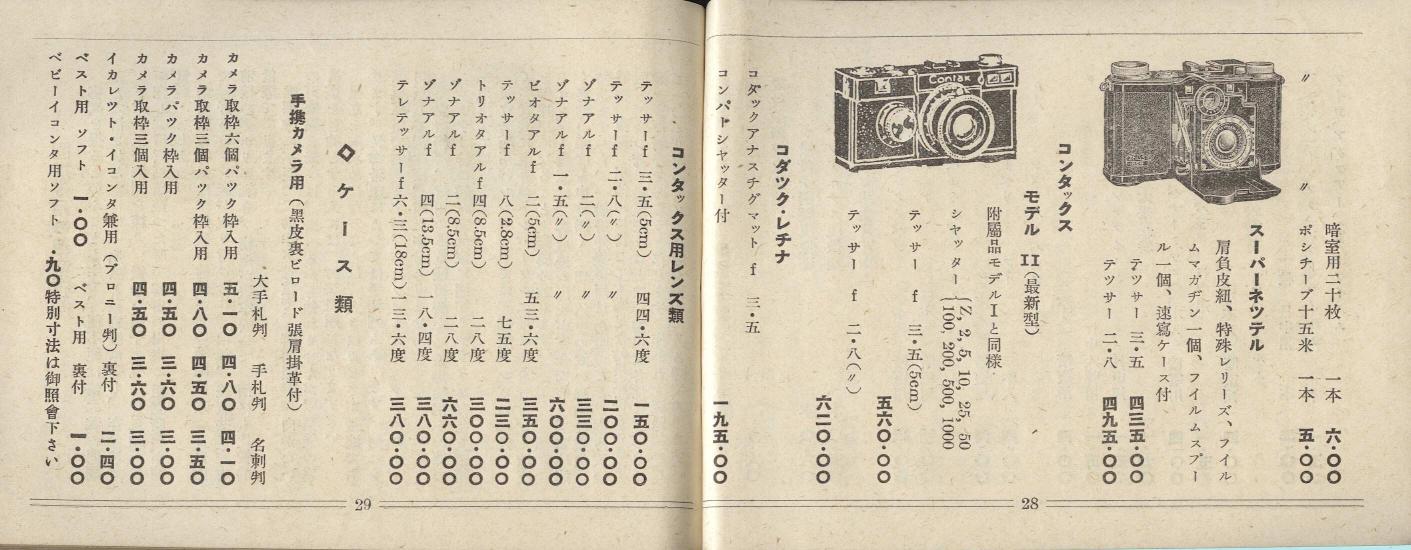 暗室用二十枚 一本 六・〇〇
〃 〃 ポシチーブ十五米 一本 五・〇〇
スーパーネツテル
肩負皮紐、特殊レリーズ、フイル
ムマガヂン一個、フイルムスプー
ル一個、速寫ケース付
テツサー 三・五 四三五・〇〇
テツサー 二・八 四九五・〇〇
コンタックス
モデル II(最新型)
附屬品モデルIと同様
シャッター{Z, 2, 5, 10, 25, 50
{100, 200, 500, 1000
テッサー f 三・五(5cm) 五六〇・〇〇
テッサー f 二・八(〃) 六二〇・〇〇
Contax
コダツク・レチナ
コダックアナスチグマット f 三・五
コンパーシャッター付 一九五・〇〇
28
コンタックス用レンズ類
テッサーf 三・五(5cm) 四四・六度 一五〇・〇〇
テッサーf 二・八(〃) 〃 二〇〇・〇〇
ゾナアルf 二(〃) 三三〇・〇〇
ゾナアルf 一・五(〃) 〃 六〇〇・〇〇
ビオタアルf 二(5cm) 五三・六度 三五〇・〇〇
テッサーf 八(2.8cm) 七五度 二三〇・〇〇
トリオタアルf 四(8.5cm) 二八度 三〇〇・〇〇
ゾナアルf 二(8.5cm) 二八度 六六〇・〇〇
ゾナアルf 四(13.5cm) 一八・四度 三八〇・〇〇
テレテッサーf 六・三(18cm) 一三・六度 三八〇・〇〇
◇ケース類
手携カメラ用(黒皮裏ビロード張肩掛革付)
大手札判 手札判 名刺判
カメラ取枠六個パック枠入用 五・一〇 四・八〇 四・一〇
カメラ取枠三個パック枠入用 四・八〇 四・五〇 三・五〇
カメラパツク枠入用 四・五〇 三・六〇 三・〇〇
カメラ取枠三個入用 四・五〇 三・六〇 三・〇〇
イカレツト・イコンタ兼用(ブロニー判)裏付 二・四〇
ベスト用 ソフト 一・〇〇 ベスト用 裏付 一・〇〇
ベビーイコンタ用ソフト ・九〇 特別寸法は御照會下さい
29